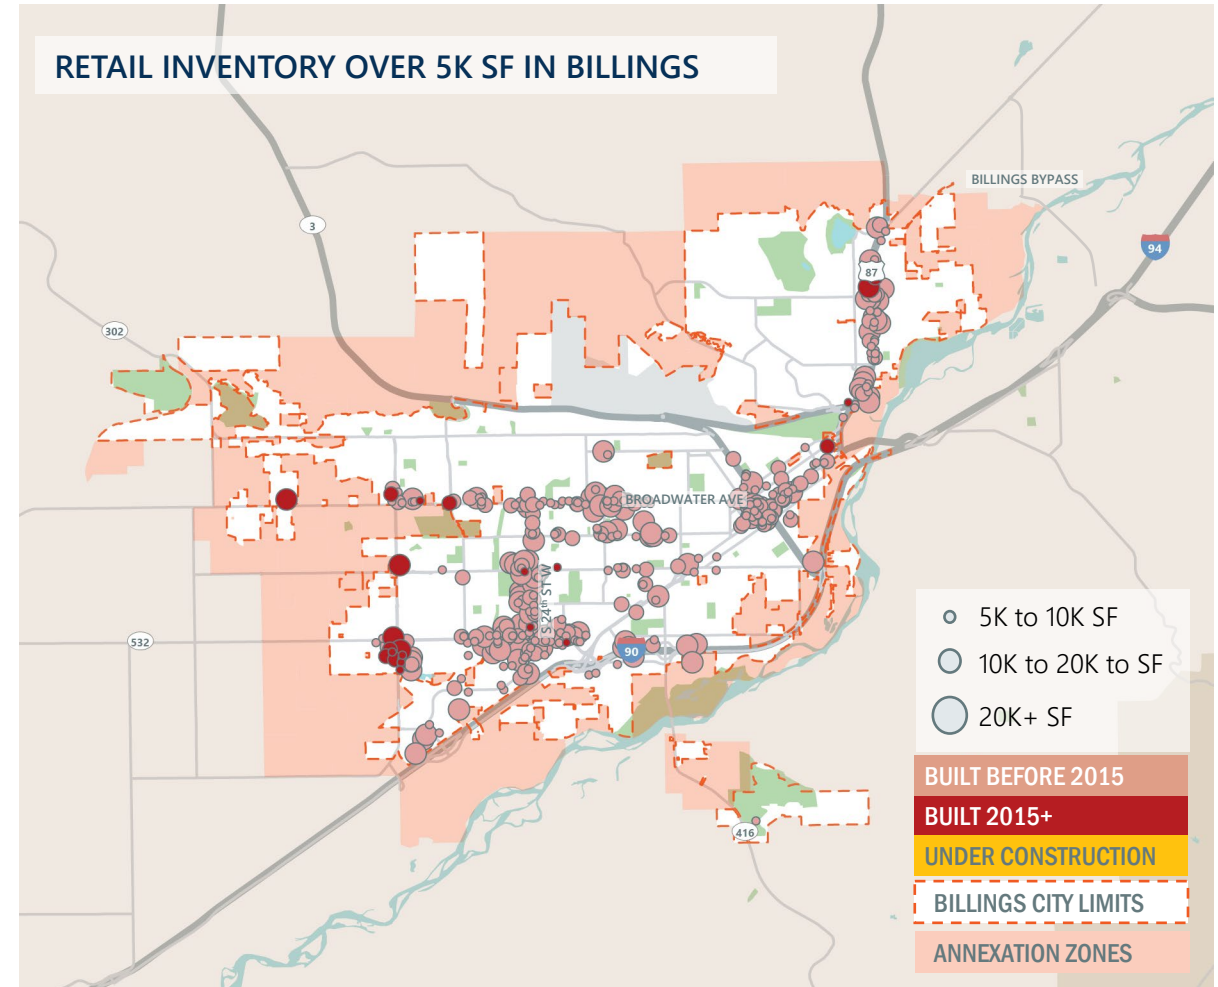 RETAIL INVENTORY OVER 5K SF IN BILLINGS
BILLINGS BYPASS
3
94
87
302
BROADWATER AVE
S 24th ST W
532
90
416
5K to 10K SF
10K to 20K to SF
20K+ SF
BUILT BEFORE 2015
BUILT 2015+
UNDER CONSTRUCTION
BILLINGS CITY LIMITS
ANNEXATION ZONES